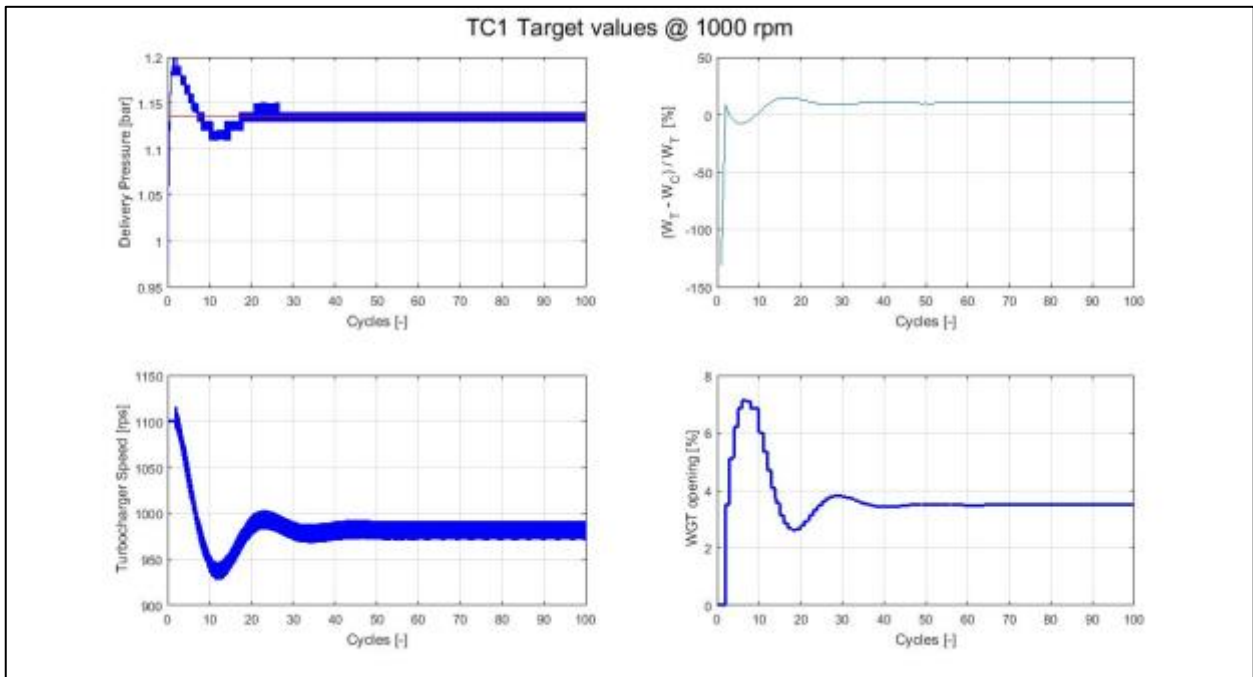 TC1 Target values @ 1000 rpm
Delivery Pressure [bar]
1.2
1.15
1.1
1.05
1
0.95
0 10 20 30 40 50 60 70 80 90 100
Cycles [-]
(W_T - W_C) / W_T [%]
50
0
-50
-100
-150
0 10 20 30 40 50 60 70 80 90 100
Cycles [-]
Turbocharger Speed [rps]
1150
1100
1050
1000
950
900
0 10 20 30 40 50 60 70 80 90 100
Cycles [-]
WGT opening [%]
8
6
4
2
0
0 10 20 30 40 50 60 70 80 90 100
Cycles [-]